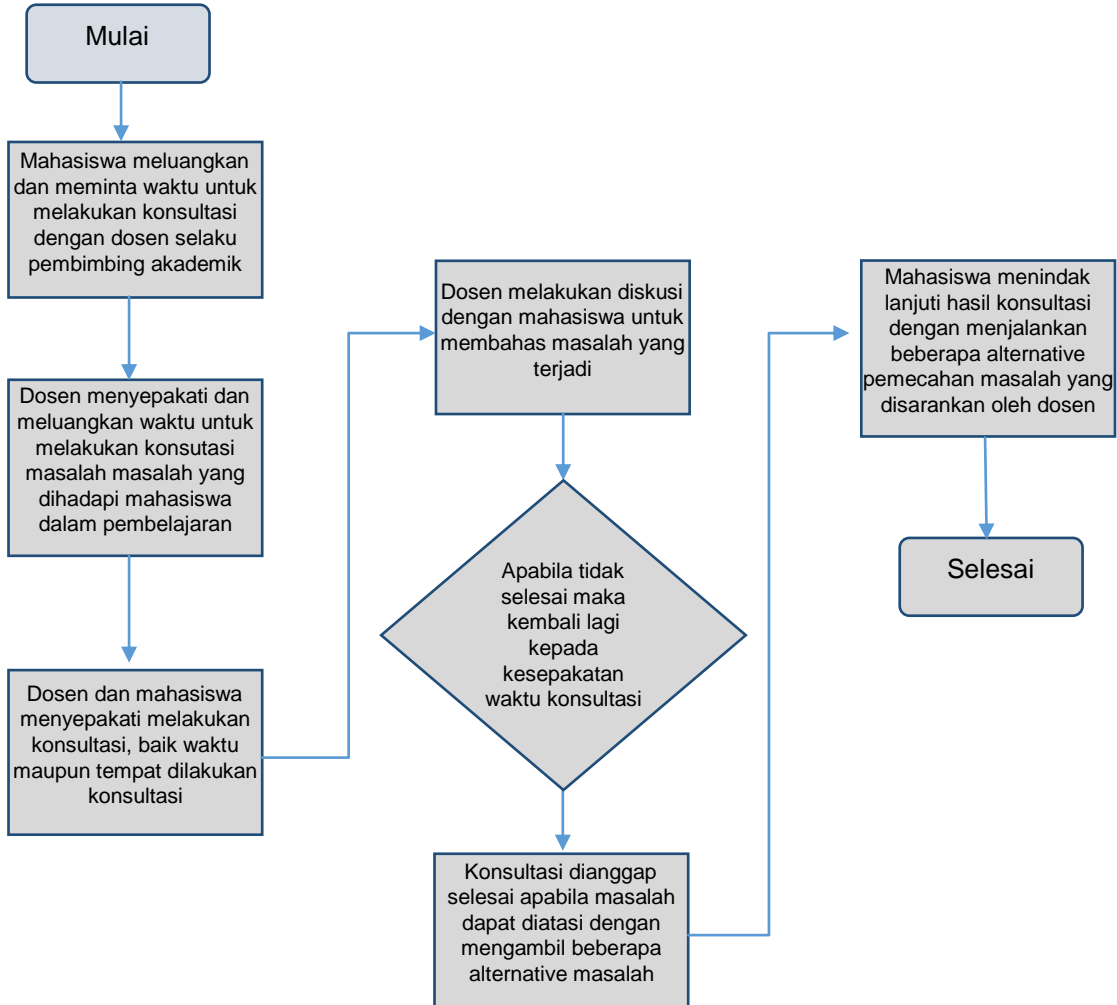 Mulai
Mahasiswa meluangkan
dan meminta waktu untuk
melakukan konsultasi
dengan dosen selaku
pembimbing akademik
Dosen menyepakati dan
meluangkan waktu untuk
melakukan konsutasi
masalah masalah yang
dihadapi mahasiswa
dalam pembelajaran
Dosen dan mahasiswa
menyepakati melakukan
konsultasi, baik waktu
maupun tempat dilakukan
konsultasi
Dosen melakukan diskusi
dengan mahasiswa untuk
membahas masalah yang
terjadi
Apabila tidak
selesai maka
kembali lagi
kepada
kesepakatan
waktu konsultasi
Konsultasi dianggap
selesai apabila masalah
dapat diatasi dengan
mengambil beberapa
alternative masalah
Mahasiswa menindak
lanjuti hasil konsultasi
dengan menjalankan
beberapa alternative
pemecahan masalah yang
disarankan oleh dosen
Selesai